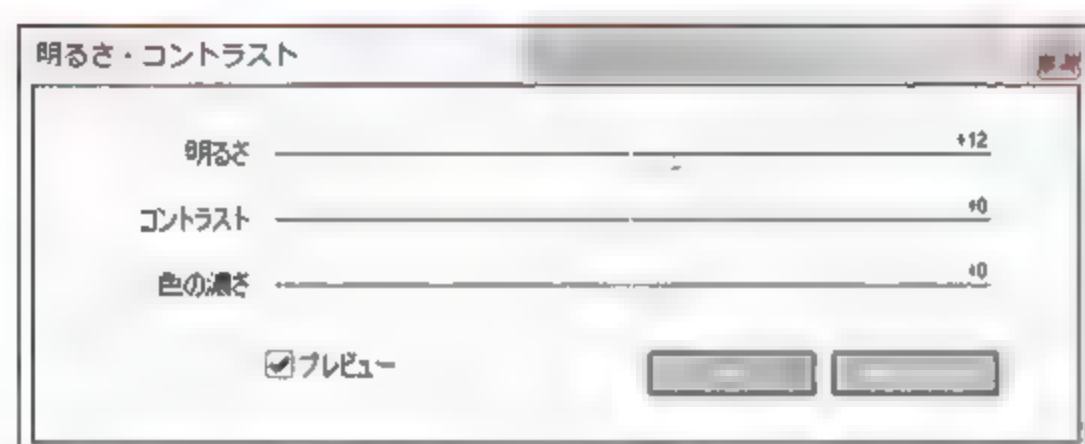 明るさ・コントラスト
明るさ +12
コントラスト +0
色の濃さ +0
プレビュー